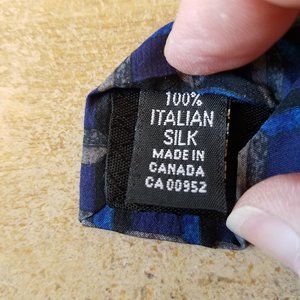 100%
ITALIAN
SILK
MADE IN
CANADA
CA 00952